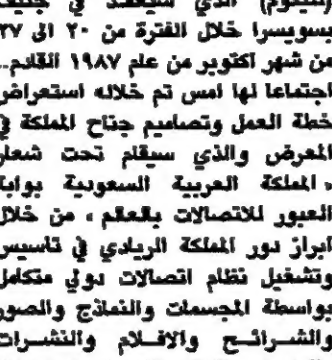 (تليكوم) الذي سيعقد في جنيف
بسويسرا خلال الفترة من ٢٠ الى ٢٧
من شهر اكتوبر من علم ١٩٨٧ القادم..
اجتماعا لها امس تم خلاله استعراض
خطة العمل وتصاميم جناح المملكة في
المعرض والذي سيقام تحت شعار
، المملكة العربية السعودية بوابة
العبور للاتصالات بالعالم ، من خلال
ابراز دور المملكة الريادي في تاسيس
وتشغيل نظام اتصالات دولي متكامل
بواسطة المجسمات والنماذج والصور
والشرائح والافلام والنشرات